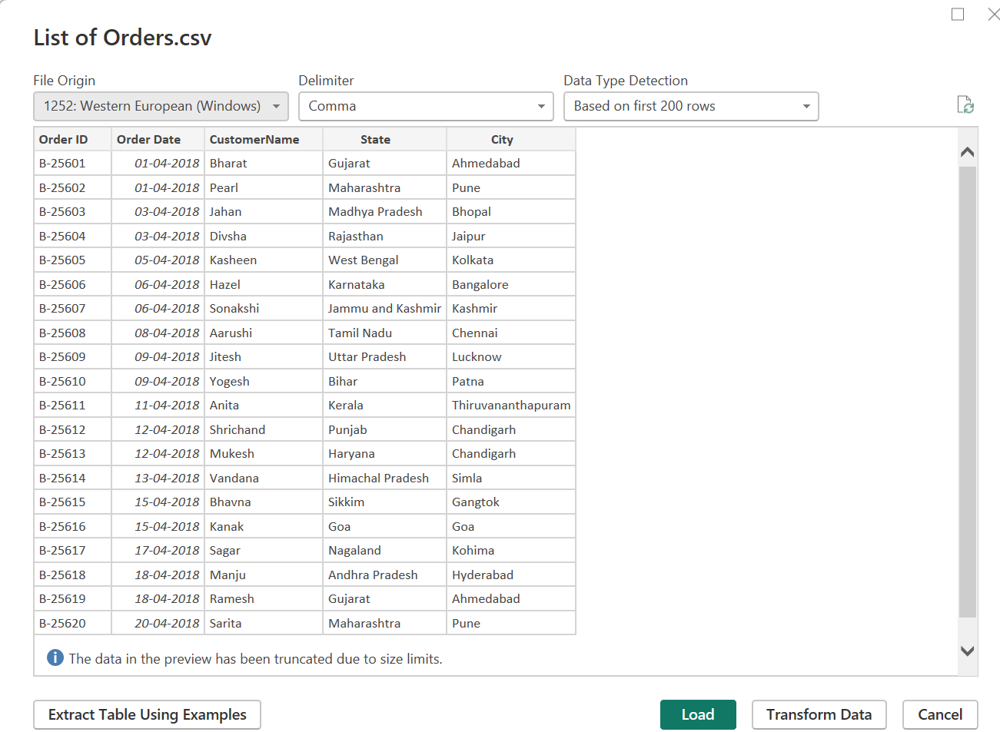 List of Orders.csv
File Origin Delimiter Data Type Detection
1252: Western European (Windows) Comma Based on first 200 rows
Order ID Order Date CustomerName State City
B-25601 01-04-2018 Bharat Gujarat Ahmedabad
B-25602 01-04-2018 Pearl Maharashtra Pune
B-25603 03-04-2018 Jahan Madhya Pradesh Bhopal
B-25604 03-04-2018 Divsha Rajasthan Jaipur
B-25605 05-04-2018 Kasheen West Bengal Kolkata
B-25606 06-04-2018 Hazel Karnataka Bangalore
B-25607 06-04-2018 Sonakshi Jammu and Kashmir Kashmir
B-25608 08-04-2018 Aarushi Tamil Nadu Chennai
B-25609 09-04-2018 Jitesh Uttar Pradesh Lucknow
B-25610 09-04-2018 Yogesh Bihar Patna
B-25611 11-04-2018 Anita Kerala Thiruvananthapuram
B-25612 12-04-2018 Shrichand Punjab Chandigarh
B-25613 12-04-2018 Mukesh Haryana Chandigarh
B-25614 13-04-2018 Vandana Himachal Pradesh Simla
B-25615 15-04-2018 Bhavna Sikkim Gangtok
B-25616 15-04-2018 Kanak Goa Goa
B-25617 17-04-2018 Sagar Nagaland Kohima
B-25618 18-04-2018 Manju Andhra Pradesh Hyderabad
B-25619 18-04-2018 Ramesh Gujarat Ahmedabad
B-25620 20-04-2018 Sarita Maharashtra Pune
The data in the preview has been truncated due to size limits.
Extract Table Using Examples Load Transform Data Cancel